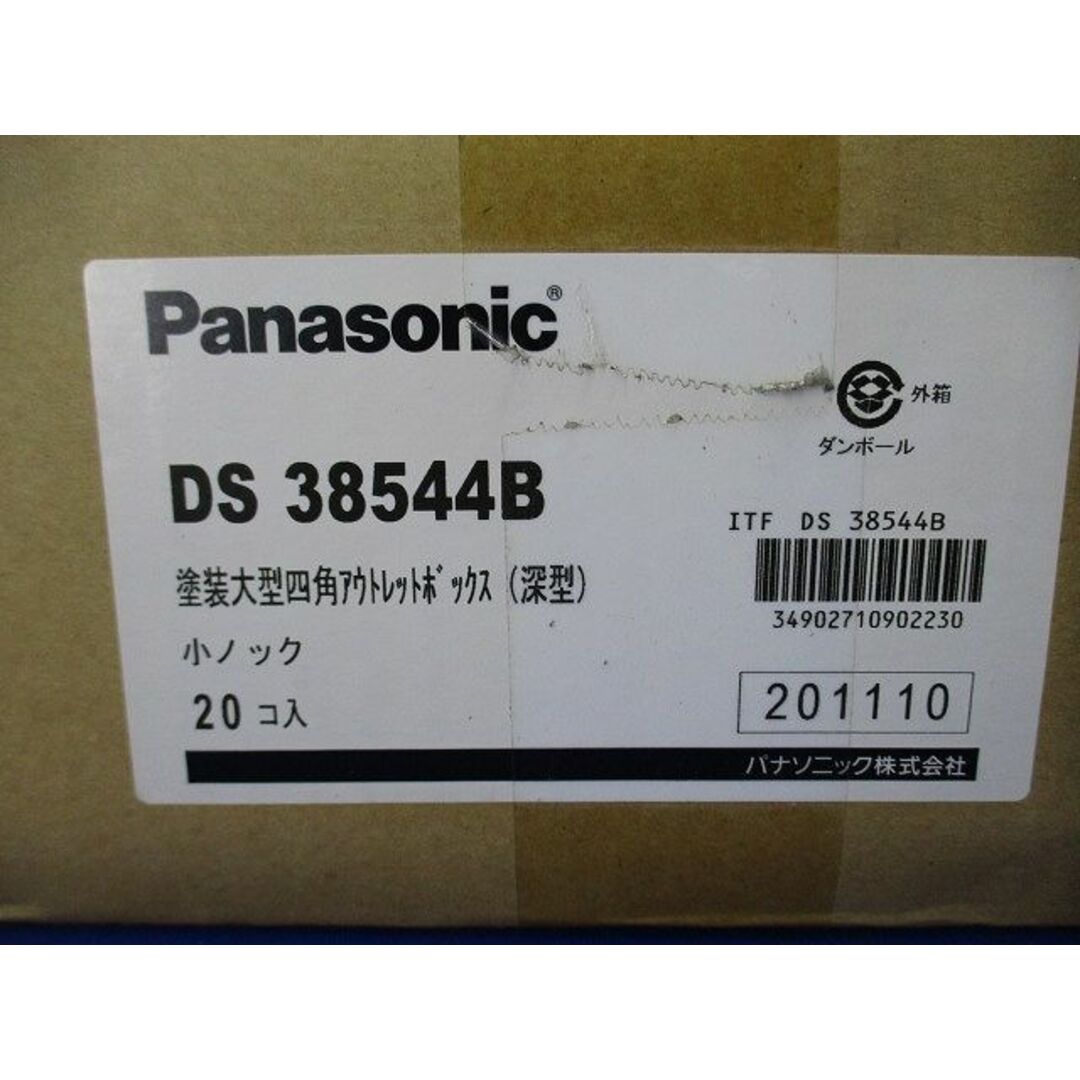 Panasonic®
外箱
ダンボール
DS 38544B
ITF DS 38544B
塗装大型四角ｱｳﾄﾚｯﾄﾎﾞｯｸｽ（深型）
34902710902230
小ノック
20 コ入
201110
パナソニック株式会社